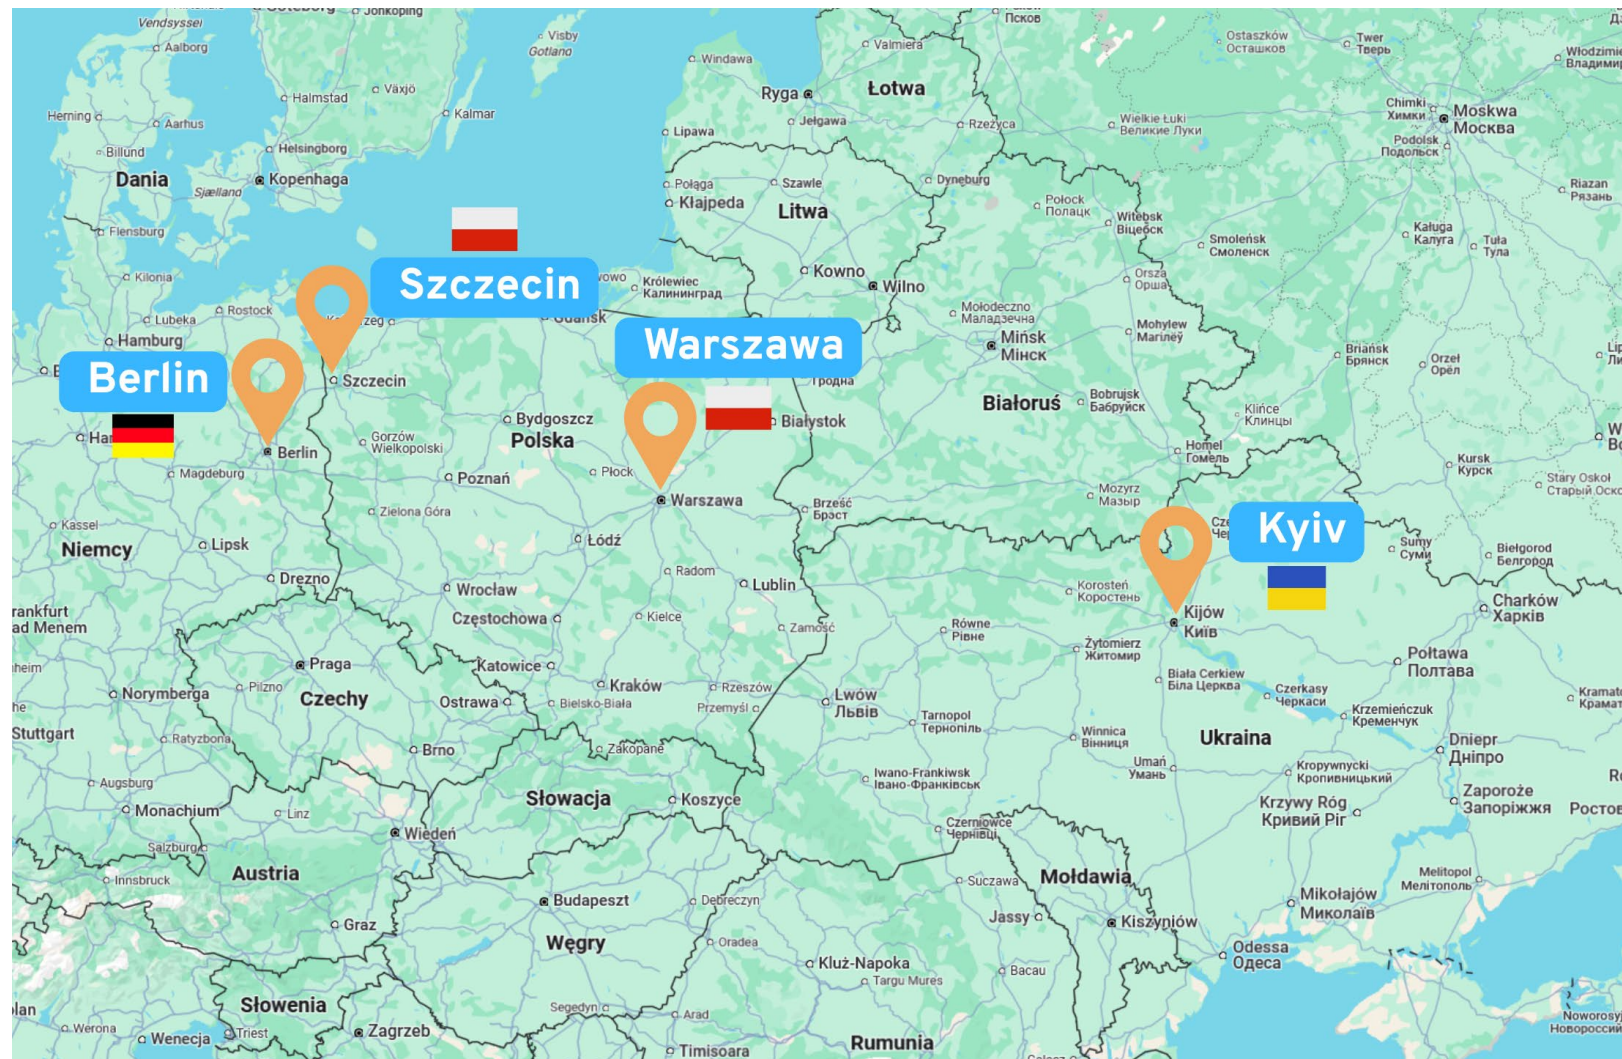 Göteborg
Jönköping
Vendsyssel
Aalborg
Visby
Gotland
Windawa
Valmiera
Псков
Ostaszków
Осташков
Twer
Тверь
Halmstad
Växjö
Kalmar
Herning
Aarhus
Ryga
Łotwa
Jełgawa
Lipawa
Rzeżyca
Wielkie Łuki
Великие Луки
Chimki
Химки
Moskwa
Москва
Podolsk
Подольск
Billund
Helsingborg
Dania
Sjælland
Kopenhaga
Połąga
Kłajpeda
Szawle
Litwa
Dyneburg
Połock
Полацк
Witebsk
Віцебск
Riazan
Рязань
Flensburg
Smoleńsk
Смоленск
Kaługa
Калуга
Tuła
Тула
Kilonia
Szczecin
Królewiec
Калининград
Kowno
Wilno
Orsza
Орша
Lubeka
Rostock
Gdańsk
Mołodeczno
Маладзечна
Hamburg
Warszawa
Mińsk
Мінск
Mohylew
Магілёў
Briańsk
Брянск
Orzeł
Орёл
Berlin
Szczecin
Гродна
Białoruś
Bobrujsk
Бабруйск
Klińce
Клинцы
Bydgoszcz
Polska
Białystok
Gorzów
Wielkopolski
Berlin
Homel
Гомель
Kursk
Курск
Magdeburg
Poznań
Płock
Warszawa
Mozyrz
Мазыр
Stary Oskoł
Brześć
Брэст
Zielona Góra
Kassel
Niemcy
Lipsk
Łódź
Kyiv
Sumy
Суми
Biełgorod
Белгород
Drezno
Wrocław
Radom
Lublin
Korosteń
Коростень
Częstochowa
Kielce
Zamość
Kijów
Київ
Charków
Харків
Równe
Рівне
Żytomierz
Житомир
Praga
Katowice
Połtawa
Полтава
Pilzno
Czechy
Norymberga
Ostrawa
Kraków
Bielsko-Biała
Rzeszów
Przemyśl
Lwów
Львів
Biała Cerkiew
Біла Церква
Czerkasy
Черкаси
Krzemieńczuk
Кременчук
Stuttgart
Ratyzbona
Brno
Zakopane
Tarnopol
Тернопіль
Winnica
Вінниця
Ukraina
Dniepr
Дніпро
Augsburg
Iwano-Frankiwsk
Івано-Франківськ
Umań
Умань
Kropywnycki
Кропивницький
Monachium
Linz
Słowacja
Koszyce
Krzywy Róg
Кривий Ріг
Zaporoże
Запоріжжя
Salzburg
Wiedeń
Czerniowce
Чернівці
Austria
Innsbruck
Suczawa
Mołdawia
Melitopol
Мелітополь
Budapeszt
Debreczyn
Graz
Jassy
Kiszyniów
Mikołajów
Миколаїв
Węgry
Oradea
Kluż-Napoka
Targu Mures
Bacau
Odessa
Одеса
Słowenia
Segedyn
Arad
Werona
Wenecja
Triest
Zagrzeb
Timisoara
Rumunia